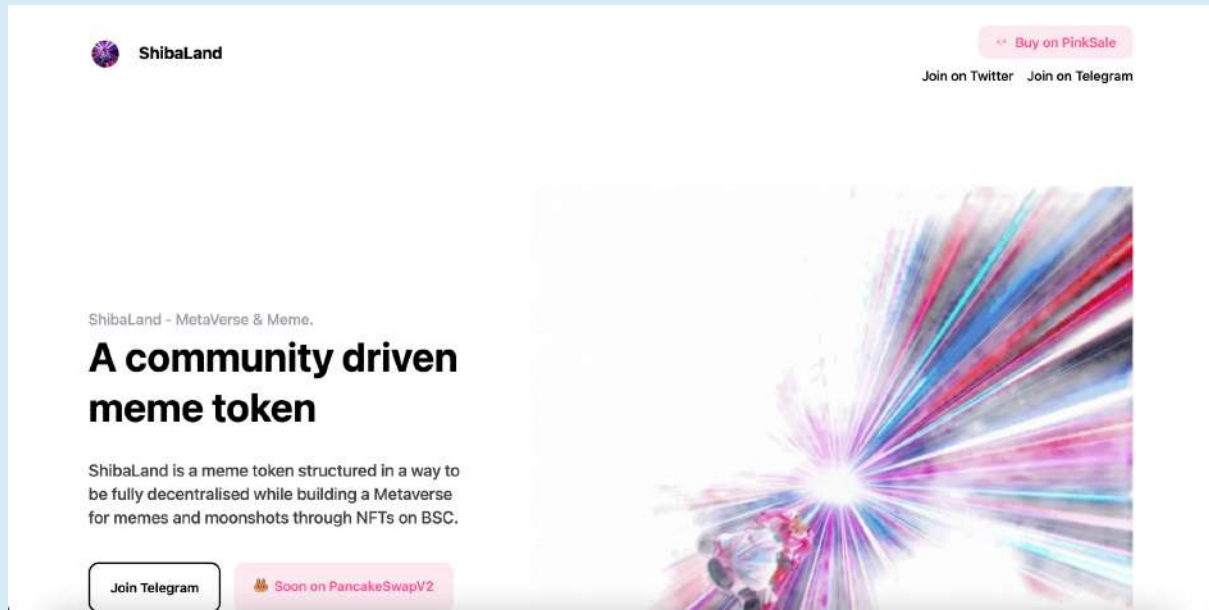 ShibaLand
Buy on PinkSale
Join on Twitter Join on Telegram
ShibaLand - MetaVerse & Meme.
A community driven
meme token
ShibaLand is a meme token structured in a way to
be fully decentralised while building a Metaverse
for memes and moonshots through NFTs on BSC.
Join Telegram
Soon on PancakeSwapV2